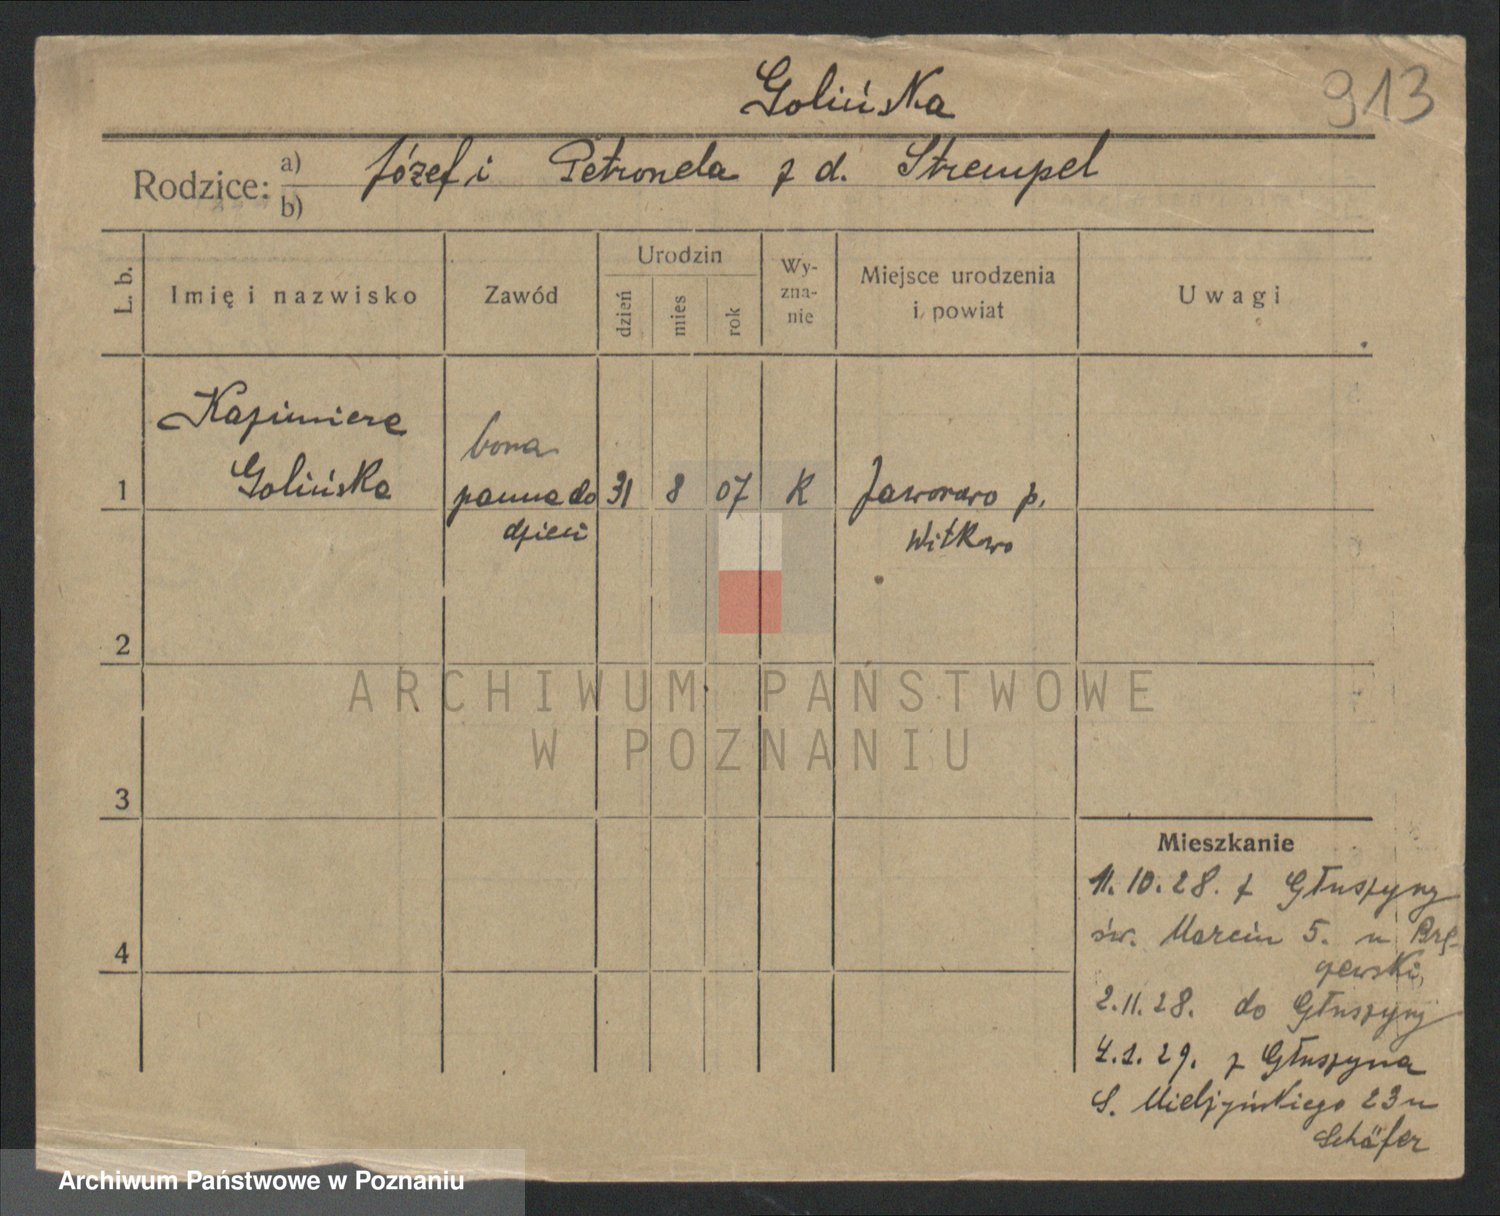 Golińska
913
Rodzice: a) Józef i Petronela z d. Strempel
b)
L. b.
Imię i nazwisko
Zawód
Urodzin
dzień
mies
rok
Wy-
zna-
nie
Miejsce urodzenia
i powiat
Uwagi
Kazimiera
Golińska
bona
panna do
dzieci
1
31
8
07
K
Jaworowo p.
Witkowo
2
3
4
Mieszkanie
11.10.28. z Głuszyny
św. Marcin 5. u
2.11.28. do Głuszyny
4.1.29. z Głuszyna
S. Mielżyńskiego 23 u
Schäfer
ARCHIWUM PAŃSTWOWE
W POZNANIU
Archiwum Państwowe w Poznaniu